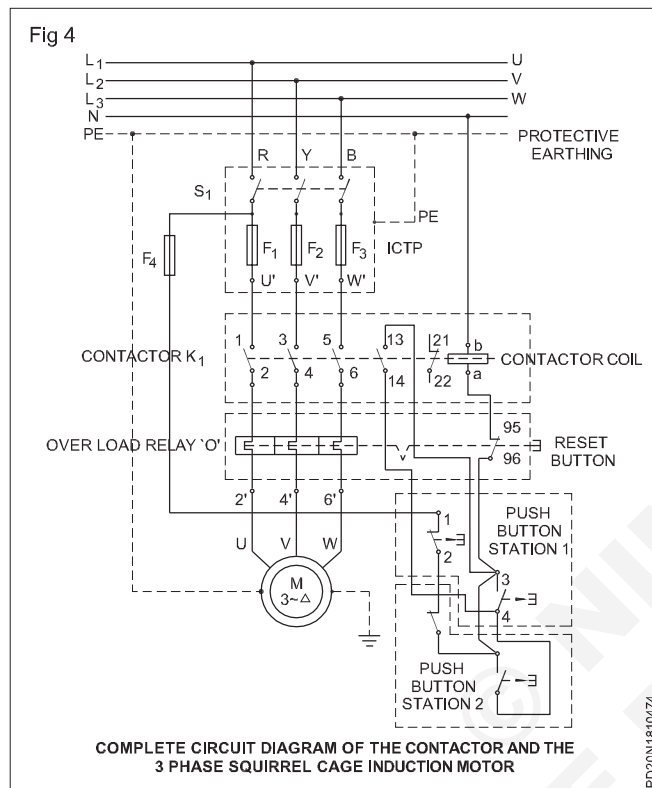 Fig 4
L1 U
L2 V
L3 W
N
PE PROTECTIVE EARTHING
R Y B
S1
PE
F4 F1 F2 F3 ICTP
U' V' W'
1 3 5 13 21 b
CONTACTOR K1 CONTACTOR COIL
2 4 6 14 22 a
95
OVER LOAD RELAY `O' RESET
96 BUTTON
2' 4' 6'
1 PUSH
BUTTON
STATION 1
U V W
2
M
3~△
3
4
PUSH
BUTTON
STATION 2
COMPLETE CIRCUIT DIAGRAM OF THE CONTACTOR AND THE
3 PHASE SQUIRREL CAGE INDUCTION MOTOR